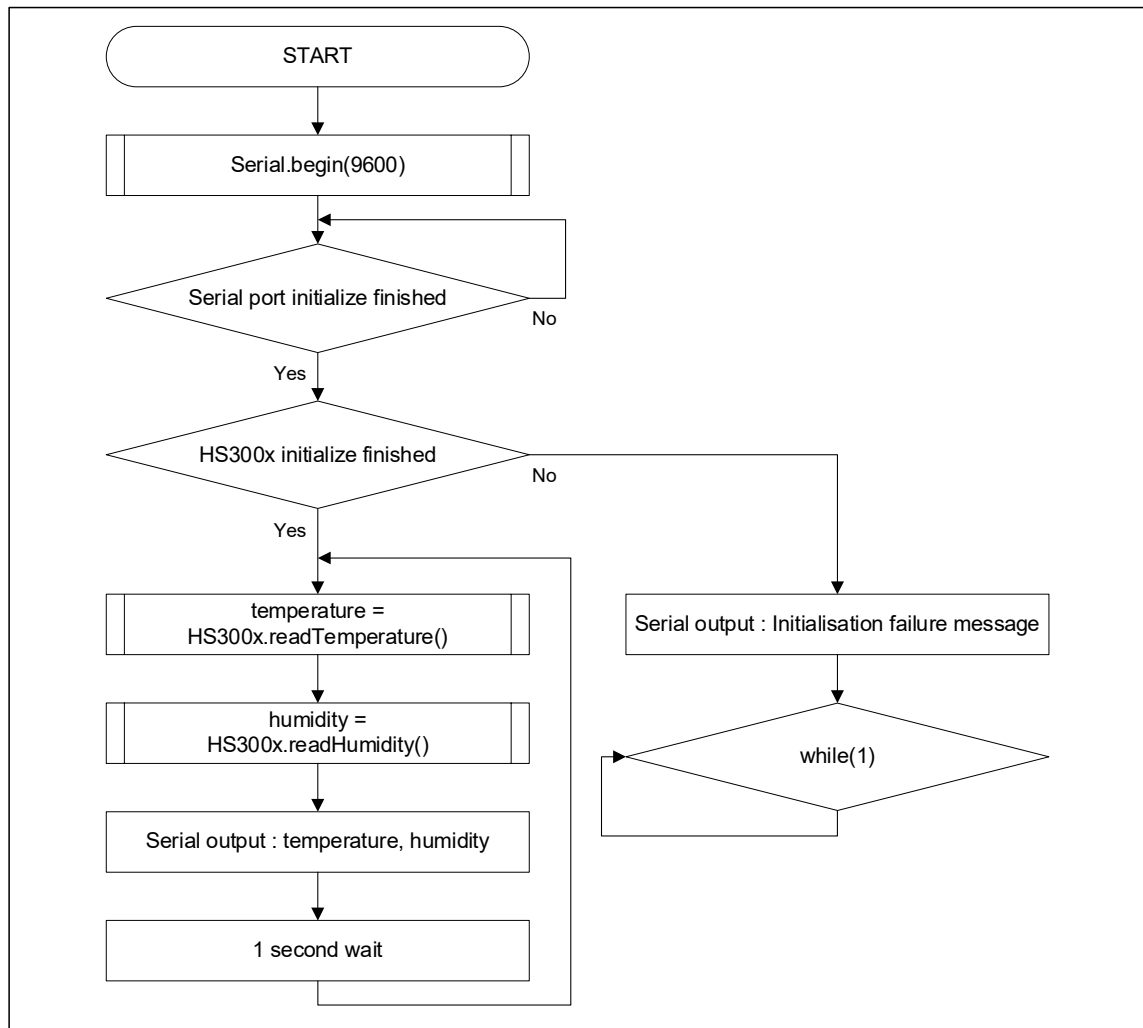 START
Serial.begin(9600)
Serial port initialize finished
No
Yes
HS300x initialize finished
No
Yes
temperature =
HS300x.readTemperature()
Serial output : Initialisation failure message
humidity =
HS300x.readHumidity()
while(1)
Serial output : temperature, humidity
1 second wait